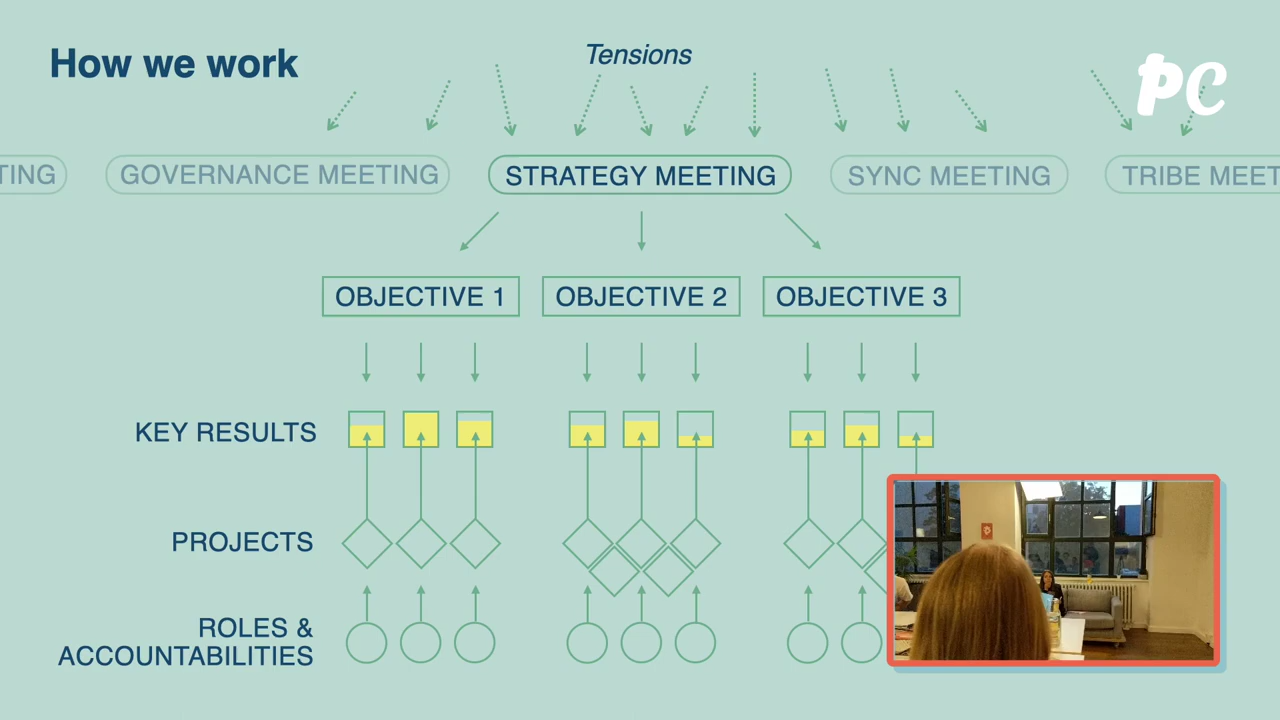 How we work
Tensions
PC
TING
GOVERNANCE MEETING
STRATEGY MEETING
SYNC MEETING
TRIBE MEET
OBJECTIVE 1
OBJECTIVE 2
OBJECTIVE 3
KEY RESULTS
PROJECTS
ROLES &
ACCOUNTABILITIES